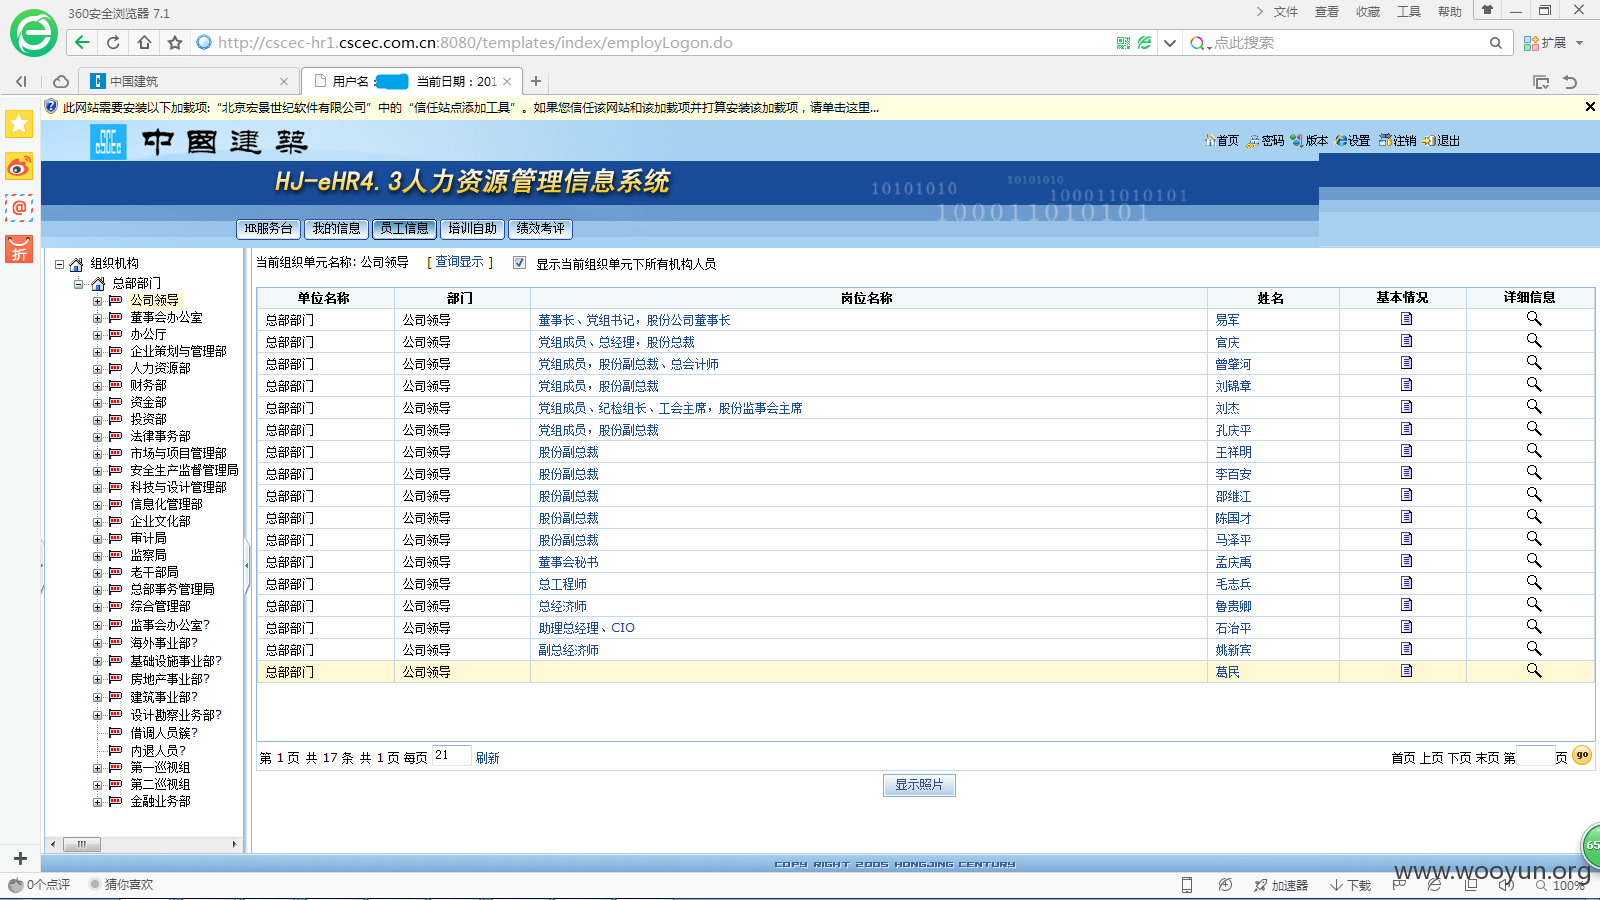 360安全浏览器 7.1
文件 查看 收藏 工具 帮助
http://cscec-hr1.cscec.com.cn:8080/templates/index/employLogon.do
点此搜索
扩展
中国建筑
用户名: 当前日期:201
此网站需要安装以下加载项:“北京宏景世纪软件有限公司”中的“信任站点添加工具”。如果您信任该网站和该加载项并打算安装该加载项，请单击这里...
中國建築
首页 密码 版本 设置 注销 退出
HJ-eHR4.3人力资源管理信息系统
10101010
10101010
100011010101
100011010101
HR服务台 我的信息 员工信息 培训自助 绩效考评
组织机构
总部部门
公司领导
董事会办公室
办公厅
企业策划与管理部
人力资源部
财务部
资金部
投资部
法律事务部
市场与项目管理部
安全生产监督管理局
科技与设计管理部
信息化管理部
企业文化部
审计局
监察局
老干部局
总部事务管理局
综合管理部
监事会办公室?
海外事业部?
基础设施事业部?
房地产事业部?
建筑事业部?
设计勘察业务部?
借调人员簇?
内退人员?
第一巡视组
第二巡视组
金融业务部
当前组织单元名称: 公司领导 [ 查询显示 ] 显示当前组织单元下所有机构人员
单位名称 部门 岗位名称 姓名 基本情况 详细信息
总部部门 公司领导 董事长、党组书记，股份公司董事长 易军
总部部门 公司领导 党组成员、总经理，股份总裁 官庆
总部部门 公司领导 党组成员，股份副总裁、总会计师 曾肇河
总部部门 公司领导 党组成员，股份副总裁 刘锦章
总部部门 公司领导 党组成员、纪检组长、工会主席，股份监事会主席 刘杰
总部部门 公司领导 党组成员，股份副总裁 孔庆平
总部部门 公司领导 股份副总裁 王祥明
总部部门 公司领导 股份副总裁 李百安
总部部门 公司领导 股份副总裁 邵继江
总部部门 公司领导 股份副总裁 陈国才
总部部门 公司领导 股份副总裁 马泽平
总部部门 公司领导 董事会秘书 孟庆禹
总部部门 公司领导 总工程师 毛志兵
总部部门 公司领导 总经济师 鲁贵卿
总部部门 公司领导 助理总经理、CIO 石治平
总部部门 公司领导 副总经济师 姚新宾
总部部门 公司领导 葛民
第 1 页 共 17 条 共 1 页 每页 21 刷新
首页 上页 下页 末页 第 页 go
显示照片
COPY RIGHT 2005 HONGJING CENTURY
65
www.wooyun.org
0个点评 猜你喜欢
加速器 下载 100%